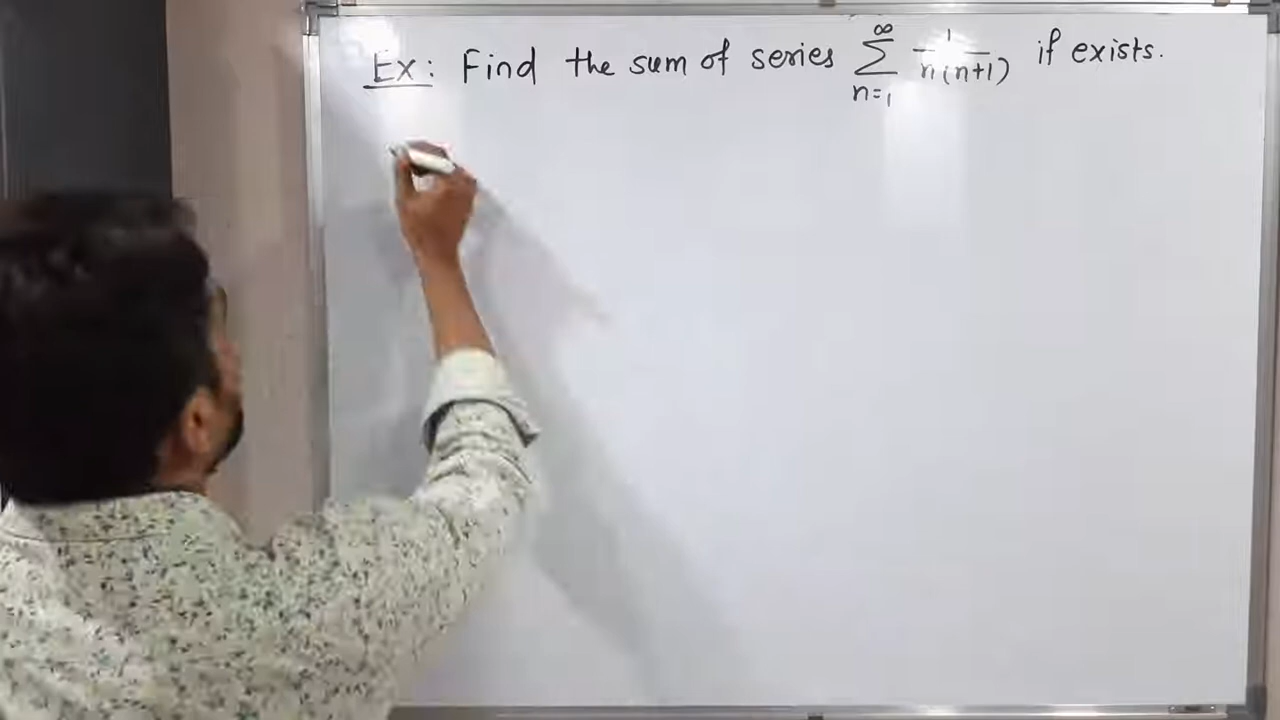 Ex: Find the sum of series ∑_{n=1}^{∞} 1/n(n+1) if exists.